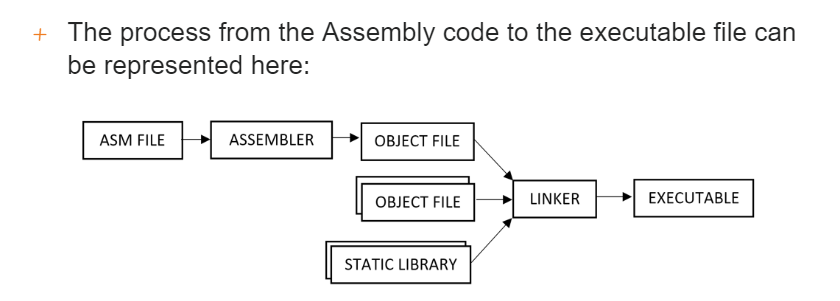 + The process from the Assembly code to the executable file can
be represented here:
ASM FILE
ASSEMBLER
OBJECT FILE
OBJECT FILE
LINKER
EXECUTABLE
STATIC LIBRARY